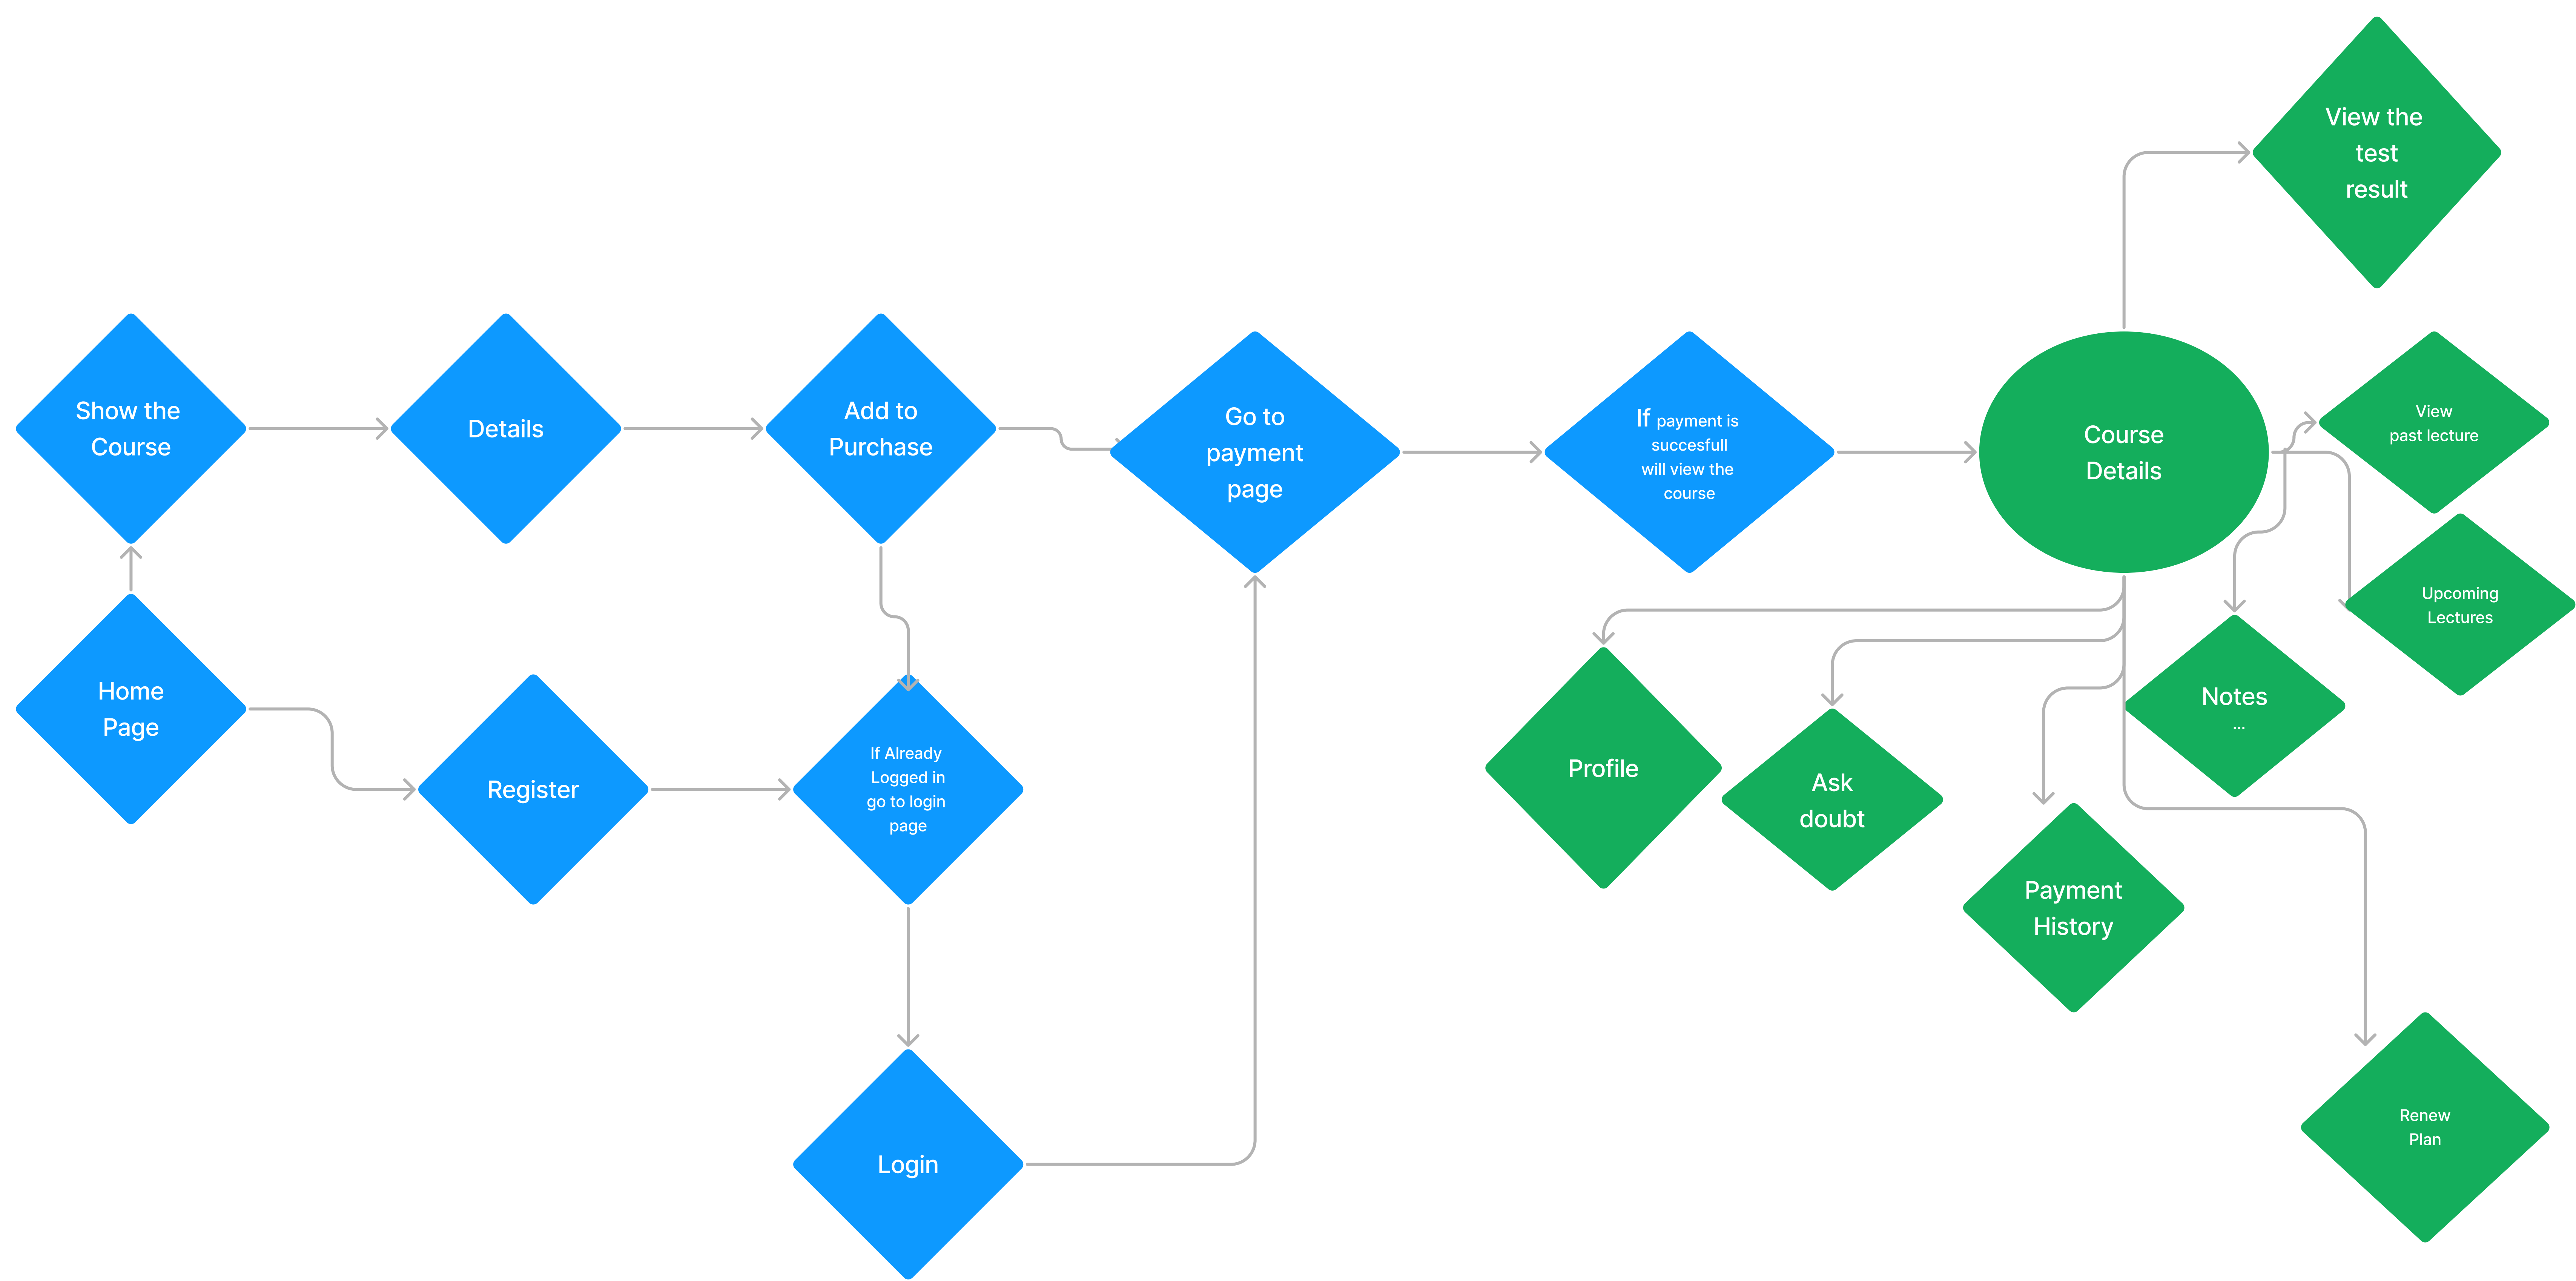 View the
test
result
Show the
Course
Details
Add to
Purchase
Go to
payment
page
If payment is
succesfull
will view the
course
Course
Details
View
past lecture
Upcoming
Lectures
Home
Page
Register
If Already
Logged in
go to login
page
Profile
Ask
doubt
Notes
...
Payment
History
Login
Renew
Plan